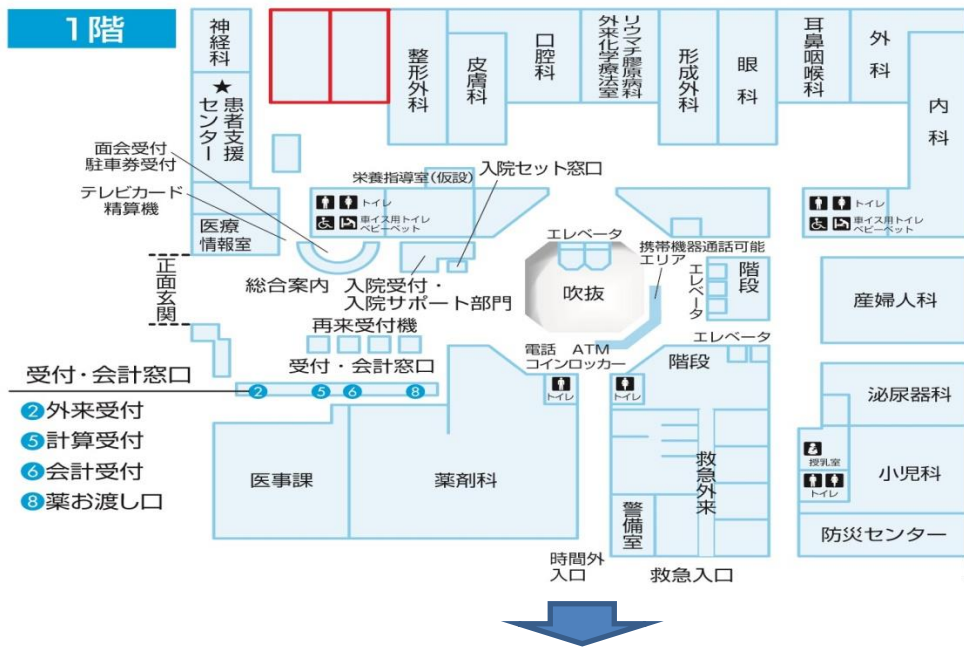 1階
神経科
★患者支援センター
医療
情報室
整形外科
皮膚科
口腔科
リウマチ膠原病科
外来化学療法室
形成外科
眼科
耳鼻咽喉科
外科
内科
面会受付
駐車券受付
テレビカード
精算機
栄養指導室(仮設)
入院セット窓口
トイレ
車イス用トイレ
ベビーベット
トイレ
車イス用トイレ
ベビーベット
正面玄関
総合案内
入院受付・
入院サポート部門
エレベータ
吹抜
携帯機器通話可能
エリア
エレベータ
階段
産婦人科
再来受付機
受付・会計窓口
電話 ATM
コインロッカー
エレベータ
階段
トイレ
トイレ
受付・会計窓口
②外来受付
⑤計算受付
⑥会計受付
⑧薬お渡し口
2
5
6
8
医事課
薬剤科
救急外来
警備室
泌尿器科
授乳室
トイレ
小児科
防災センター
時間外
入口
救急入口